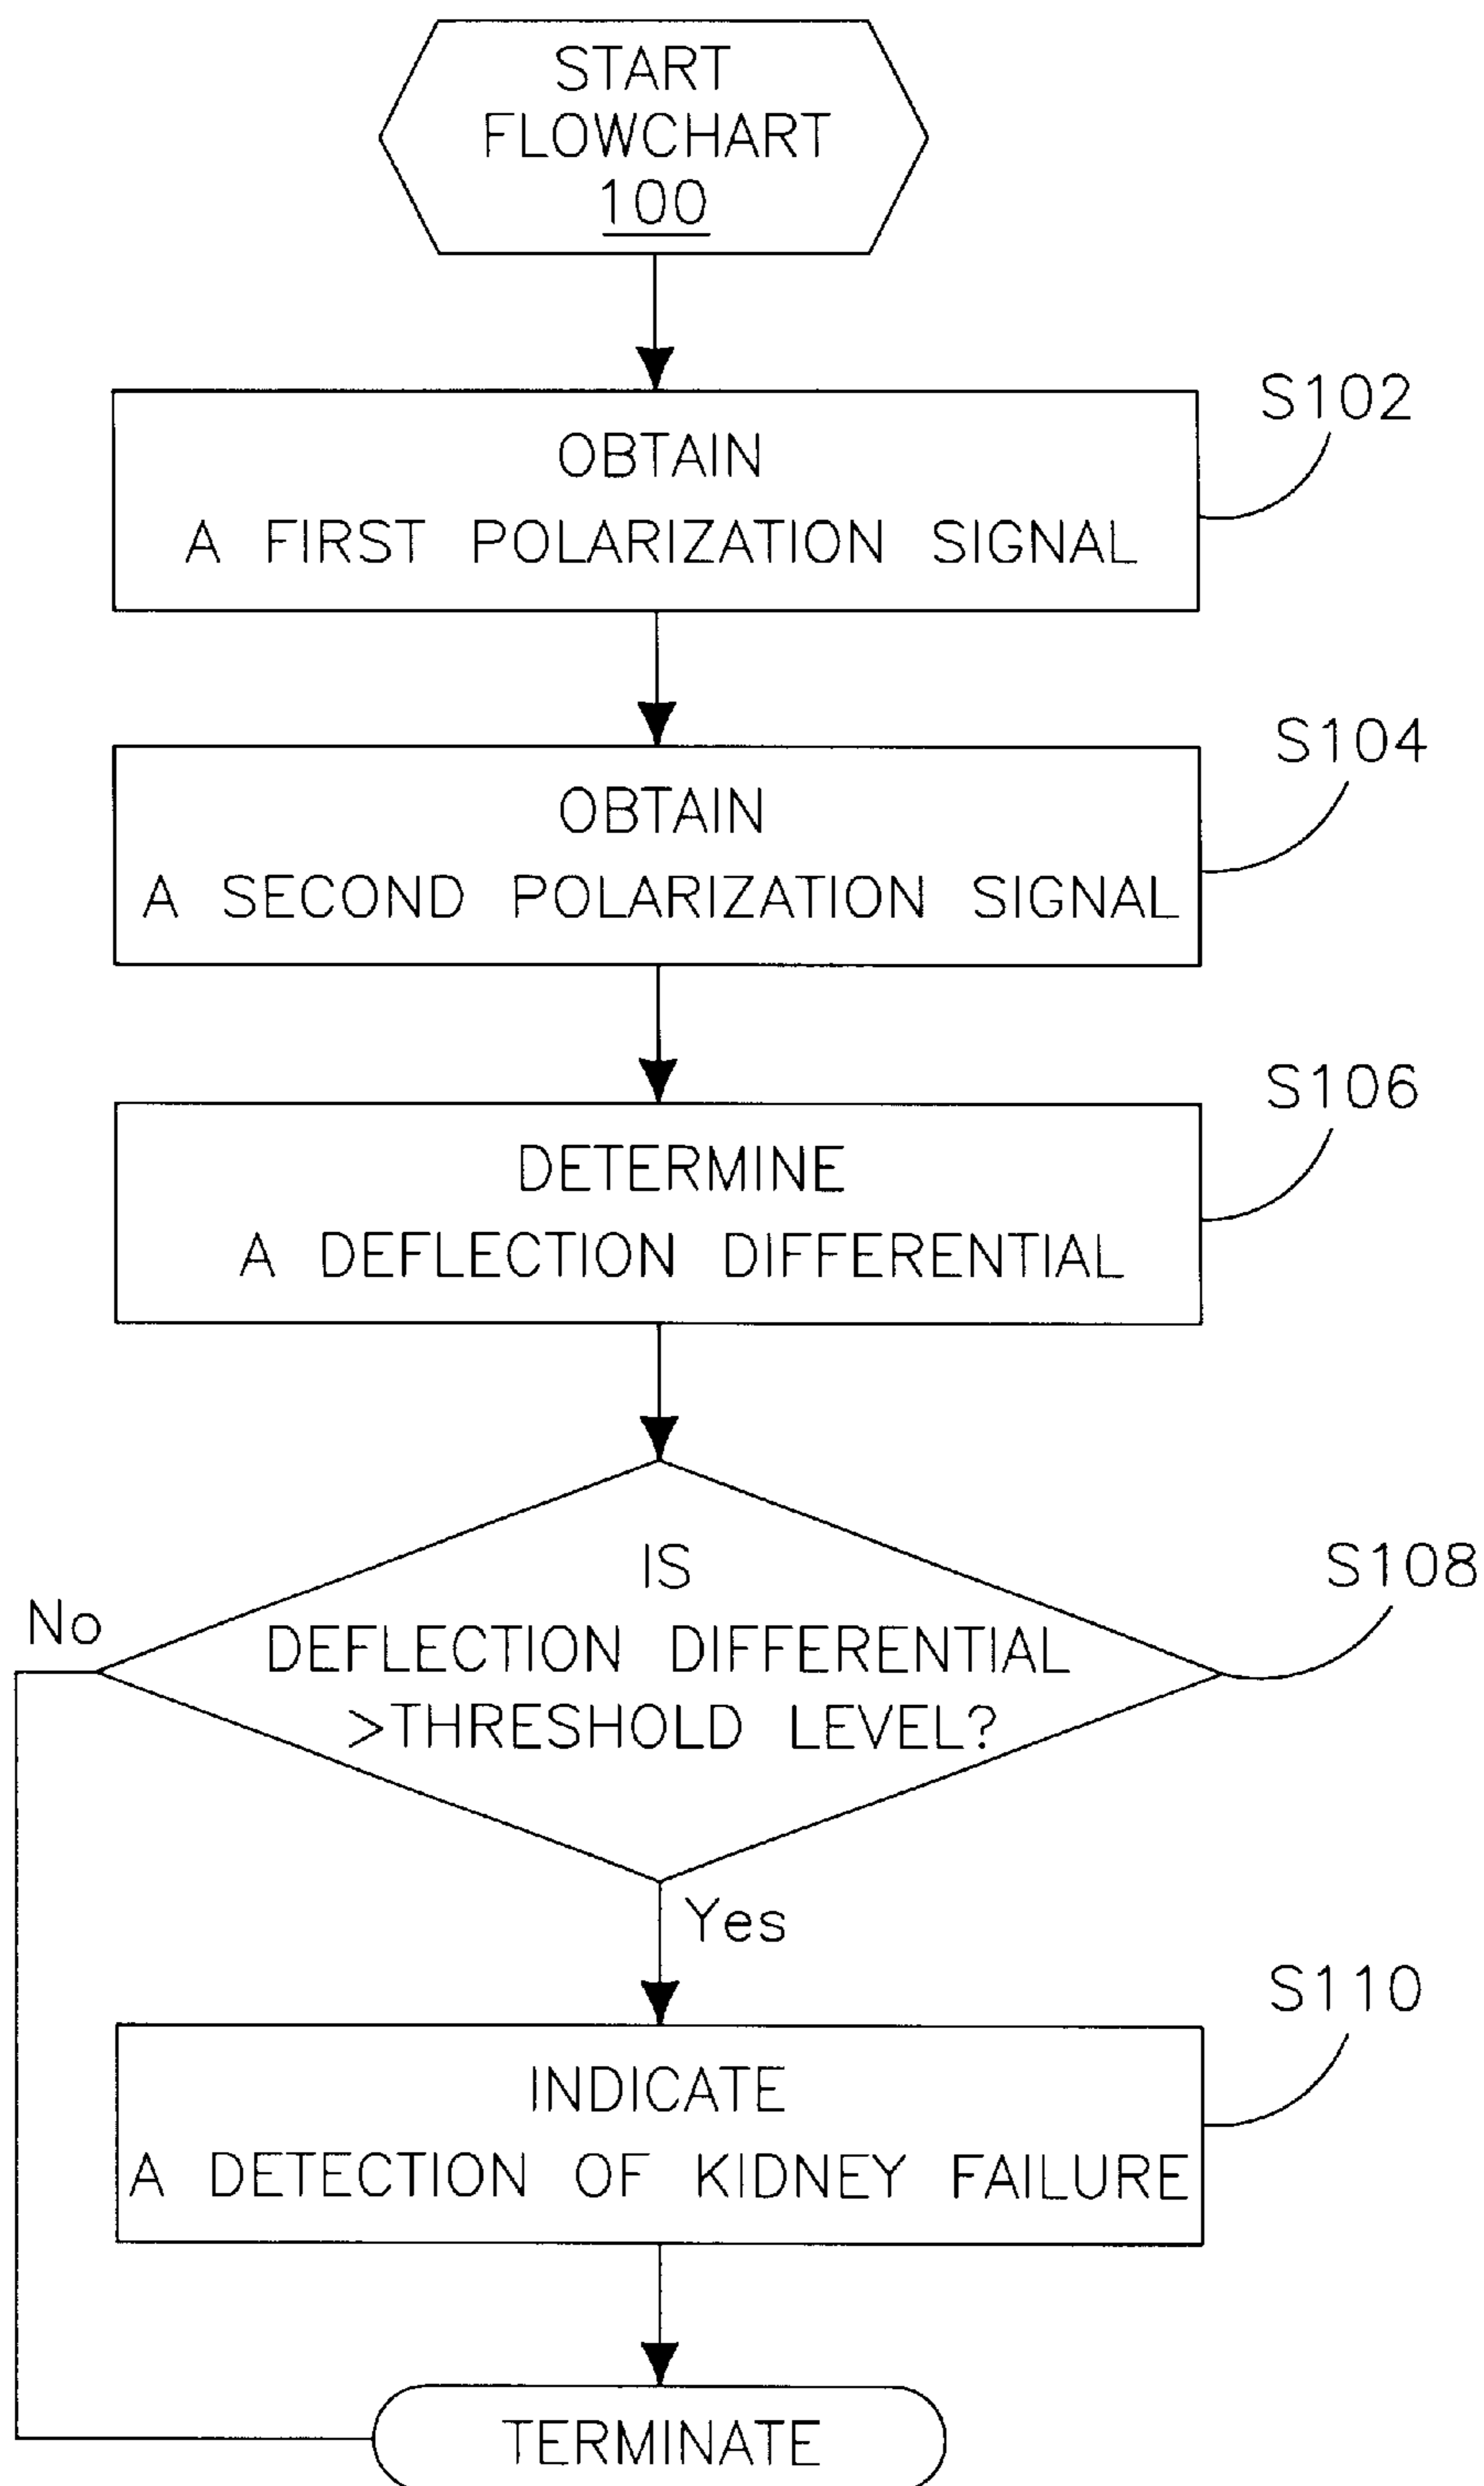 START
FLOWCHART
100
S102
OBTAIN
A FIRST POLARIZATION SIGNAL
S104
OBTAIN
A SECOND POLARIZATION SIGNAL
S106
DETERMINE
A DEFLECTION DIFFERENTIAL
S108
IS
No
DEFLECTION DIFFERENTIAL
>THRESHOLD LEVEL?
Yes
S110
INDICATE
A DETECTION OF KIDNEY FAILURE
TERMINATE